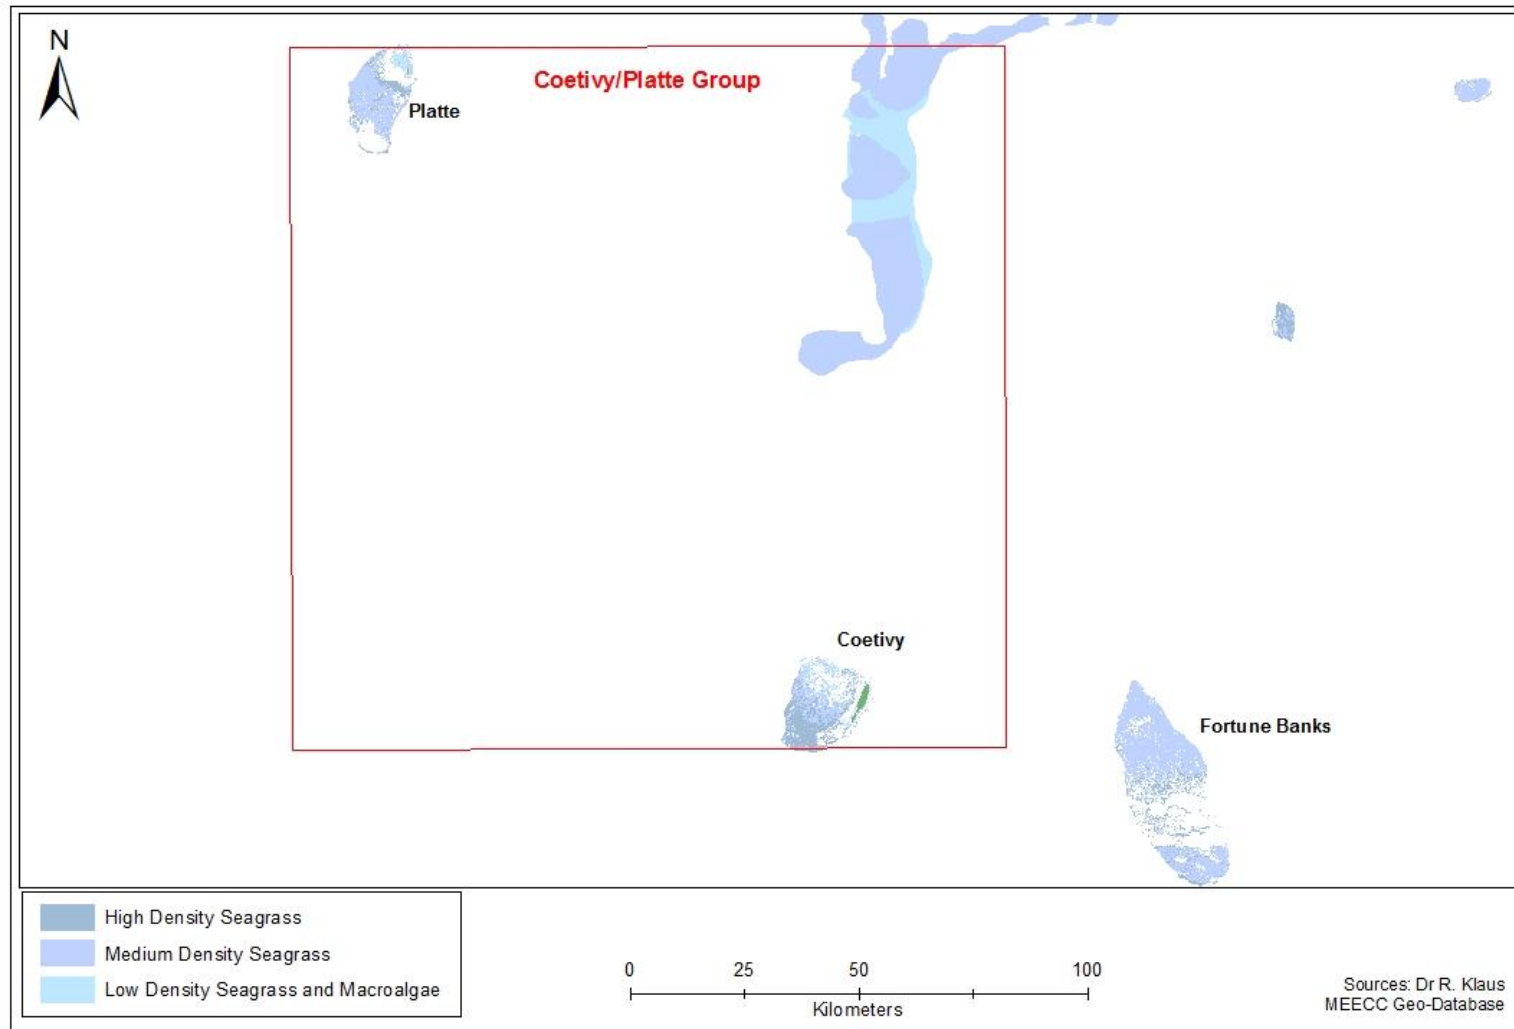 N
Coetivy/Platte Group
Platte
Coetivy
Fortune Banks
High Density Seagrass
Medium Density Seagrass
Low Density Seagrass and Macroalgae
0 25 50 100
Kilometers
Sources: Dr R. Klaus
MEECC Geo-Database